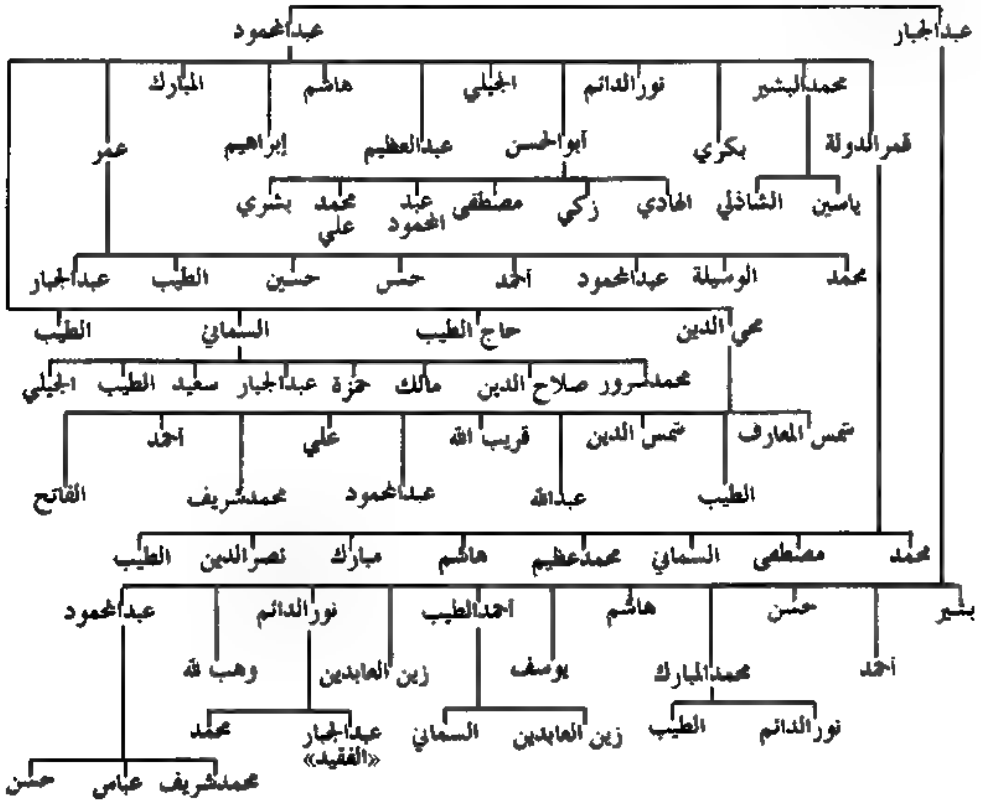 عبدالجبار عبدالمحمود
محمدالبشير نورالدائم الجيلي هاشم المبارك
قمرالدولة بكري أبوالحسن عبدالعظيم إبراهيم عمر
ياسين الشاذلي الهادي زكي مصطفى عبد المحمود محمد علي بشري
محمد الوسيلة عبدالمحمود أحمد حسن حسين الطيب عبدالجبار
محي الدين حاج الطيب السماني الطيب
محمدسرور صلاح الدين مالك حمزة عبدالجبار سعيد الطيب الجيلي
شمس المعارف شمس الدين قريب الله علي أحمد
الطيب عبدالله عبدالمحمود محمدشريف الفاتح
محمد مصطفى السماني محمدعظيم هاشم مبارك نصرالدين الطيب
بشير حسن هاشم أحمدالطيب نورالدائم عبدالمحمود
أحمد محمدالمبارك يوسف زين العابدين وهب لله
نورالدائم الطيب زين العابدين السماني عبدالجبار محمد
«الفقيد»
محمدشريف عباس حسن